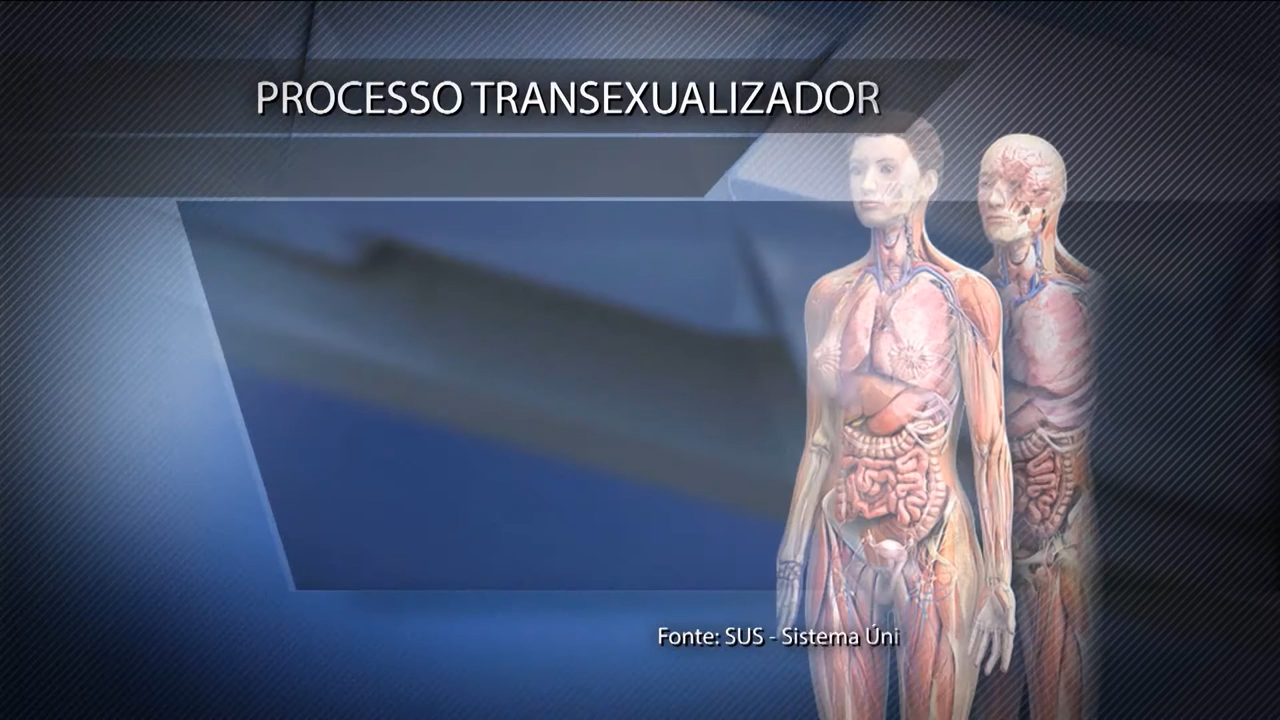 PROCESSO TRANSEXUALIZADOR
Fonte: SUS - Sistema Úni